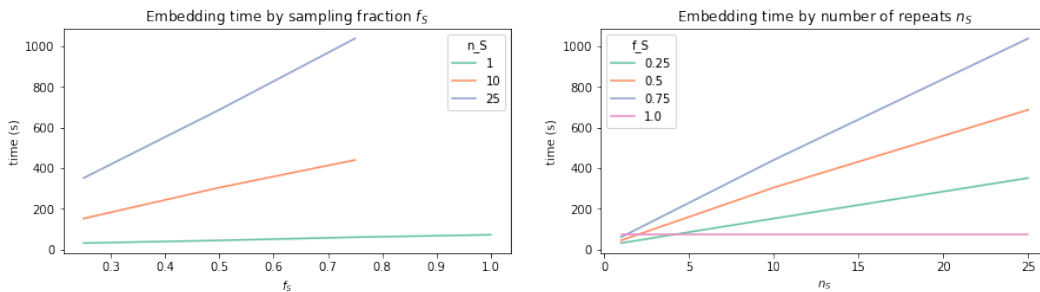 Embedding time by sampling fraction f_S
time (s)
1000
800
600
400
200
0
n_S
1
10
25
0.3 0.4 0.5 0.6 0.7 0.8 0.9 1.0
f_S
Embedding time by number of repeats n_S
time (s)
1000
800
600
400
200
0
f_S
0.25
0.5
0.75
1.0
0 5 10 15 20 25
n_S